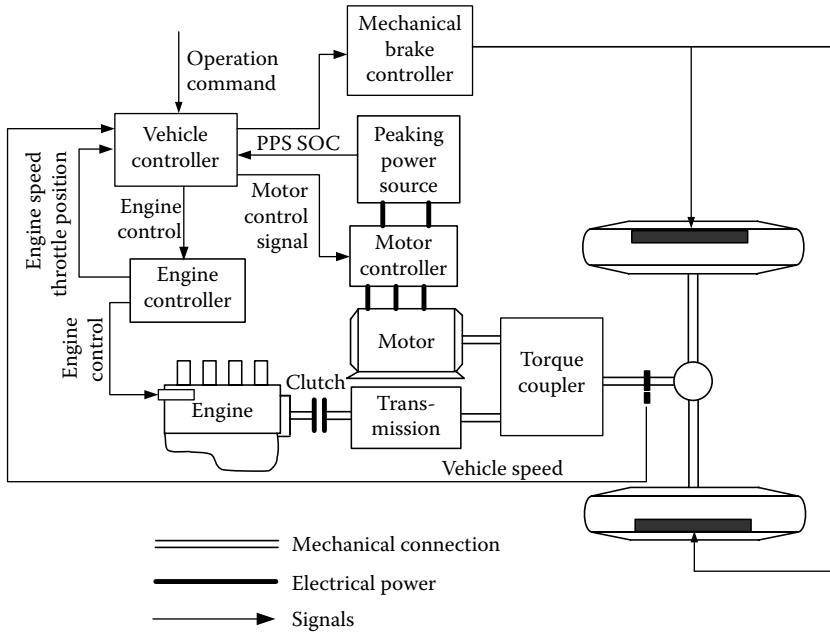 Mechanical
brake
controller
Operation
command
Vehicle
controller
PPS SOC
Peaking
power
source
Engine speed
throttle position
Engine
control
Motor
control
signal
Motor
controller
Engine
controller
Engine
control
Motor
Torque
coupler
Clutch
Engine
Trans-
mission
Vehicle speed
Mechanical connection
Electrical power
Signals